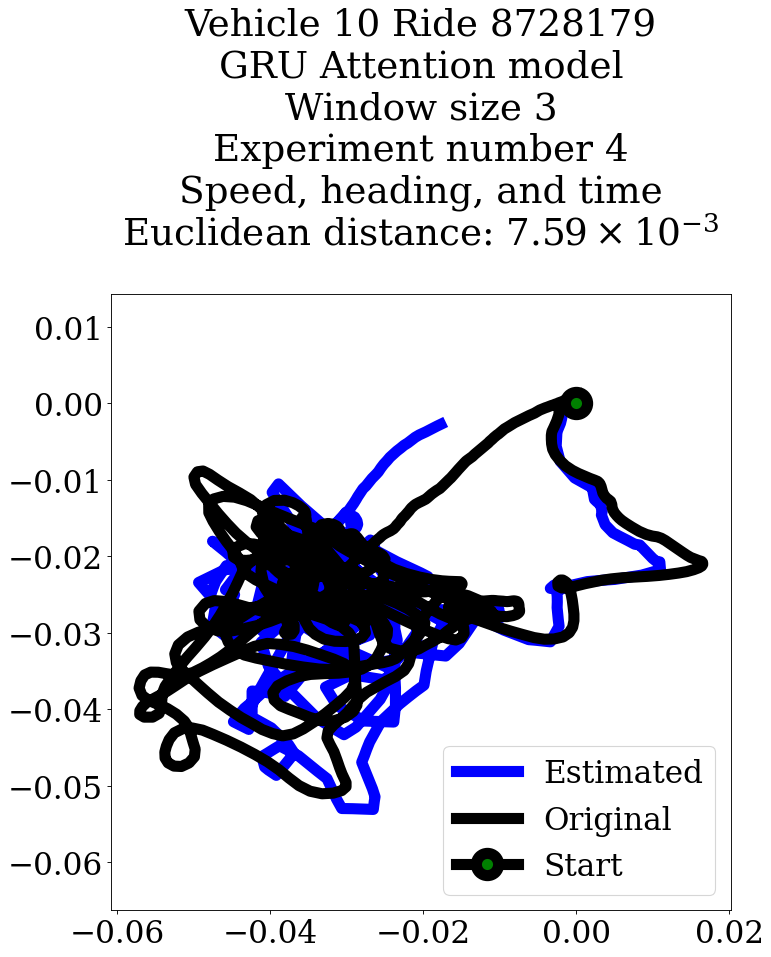 Vehicle 10 Ride 8728179
GRU Attention model
Window size 3
Experiment number 4
Speed, heading, and time
Euclidean distance: 7.59 × 10⁻³
0.01
0.00
−0.01
−0.02
−0.03
−0.04
−0.05
−0.06
Estimated
Original
Start
−0.06 −0.04 −0.02 0.00 0.02